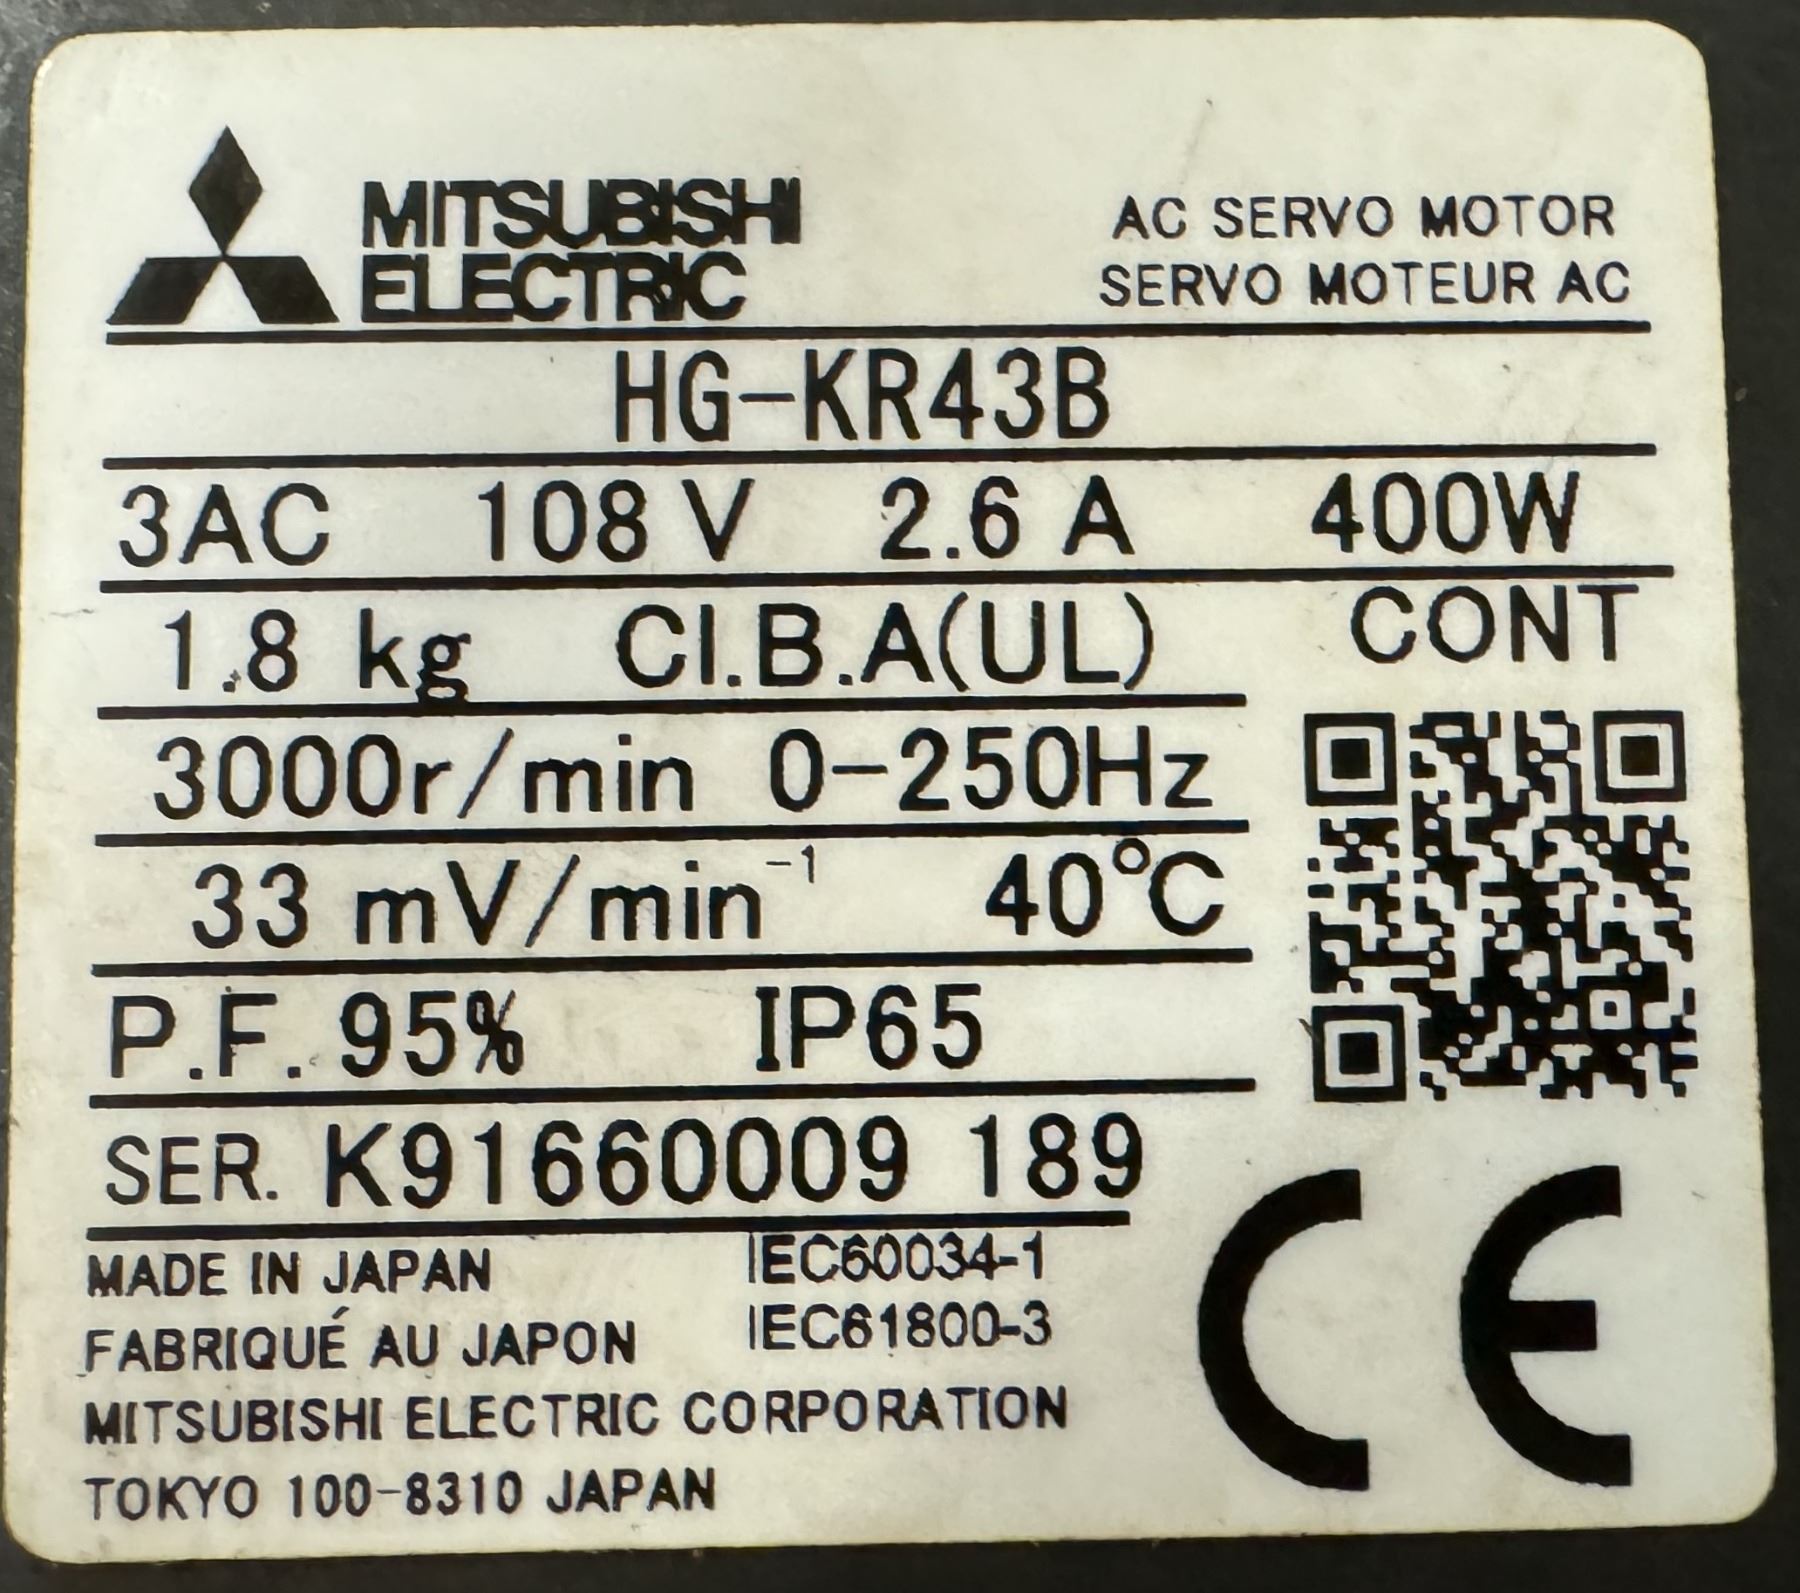 MITSUBISHI
ELECTRIC
AC SERVO MOTOR
SERVO MOTEUR AC
HG-KR43B
3AC 108 V 2.6 A 400W
1.8 kg Cl.B.A(UL) CONT
3000r/min 0-250Hz
33 mV/min⁻¹ 40°C
P.F. 95% IP65
SER. K91660009 189
MADE IN JAPAN IEC60034-1
FABRIQUÉ AU JAPON IEC61800-3
MITSUBISHI ELECTRIC CORPORATION
TOKYO 100-8310 JAPAN
CE